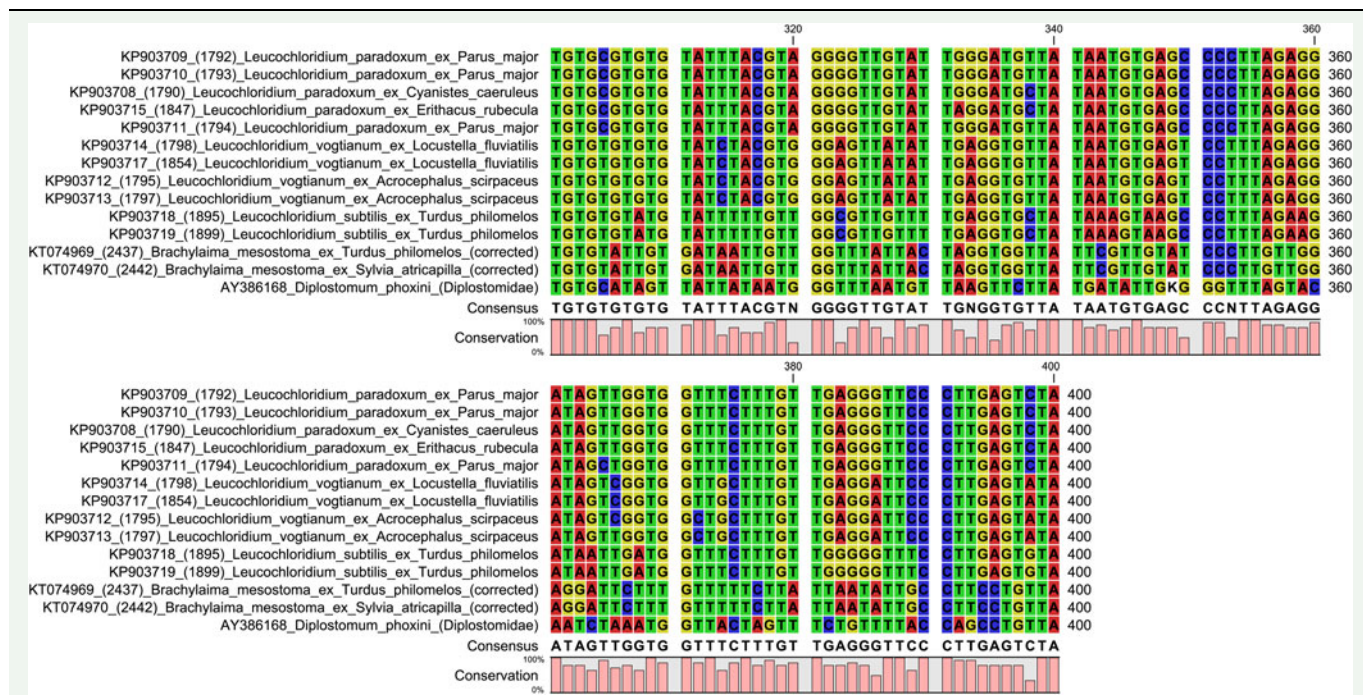 320 340 360
KP903709_(1792)_Leucochloridium_paradoxum_ex_Parus_major TGTGCGTGTG TATTTACGTA GGGGTTGTAT TGGGATGTTA TAATGTGAGC CCCTTAGAGG 360
KP903710_(1793)_Leucochloridium_paradoxum_ex_Parus_major TGTGCGTGTG TATTTACGTA GGGGTTGTAT TGGGATGTTA TAATGTGAGC CCCTTAGAGG 360
KP903708_(1790)_Leucochloridium_paradoxum_ex_Cyanistes_caeruleus TGTGCGTGTG TATTTACGTA GGGGTTGTAT TGGGATGCTA TAATGTGAGC CCCTTAGAGG 360
KP903715_(1847)_Leucochloridium_paradoxum_ex_Erithacus_rubecula TGTGCGTGTG TATTTACGTA GGGGTTGTAT TAGGATGCTA TAATGTGAGC CCCTTAGAGG 360
KP903711_(1794)_Leucochloridium_paradoxum_ex_Parus_major TGTGCGTGTG TATTTACGTA GGGGTTGTAT TGGGATGTTA TAATGTGAGC CCCTTAGAGG 360
KP903714_(1798)_Leucochloridium_vogtianum_ex_Locustella_fluviatilis TGTGTGTGTG TATCTACGTG GGAGTTATAT TGAGGTGTTA TAATGTGAGT CCTTTAGAGG 360
KP903717_(1854)_Leucochloridium_vogtianum_ex_Locustella_fluviatilis TGTGTGTGTG TATCTACGTG GGAGTTATAT TGAGGTGTTA TAATGTGAGT CCTTTAGAGG 360
KP903712_(1795)_Leucochloridium_vogtianum_ex_Acrocephalus_scirpaceus TGTGTGTGTG TATCTACGTG GGAGTTATAT TGAGGTGTTA TAATGTGAGT CCTTTAGAGG 360
KP903713_(1797)_Leucochloridium_vogtianum_ex_Acrocephalus_scirpaceus TGTGTGTGTG TATCTACGTG GGAGTTATAT TGAGGTGTTA TAATGTGAGT CCTTTAGAGG 360
KP903718_(1895)_Leucochloridium_subtilis_ex_Turdus_philomelos TGTGTGTATG TATTTTTGTT GGCGTTGTTT TGAGGTGCTA TAAAGTAAGC CCCTTAGAAG 360
KP903719_(1899)_Leucochloridium_subtilis_ex_Turdus_philomelos TGTGTGTATG TATTTTTGTT GGCGTTGTTT TGAGGTGCTA TAAAGTAAGC CCCTTAGAAG 360
KT074969_(2437)_Brachylaima_mesostoma_ex_Turdus_philomelos_(corrected) TGTGTATTGT GATAATTGTT GGTTTATTAC TAGGTGGTTA TTCGTTGTAT CCCTTGTTGG 360
KT074970_(2442)_Brachylaima_mesostoma_ex_Sylvia_atricapilla_(corrected) TGTGTATTGT GATAATTGTT GGTTTATTAC TAGGTGGTTA TTCGTTGTAT CCCTTGTTGG 360
AY386168_Diplostomum_phoxini_(Diplostomidae) TGTGCATAGT TATTATAATG GGTTTAATGT TAAGTTCTTA TGATATTGKG GGTTTAGTAC 360
Consensus TGTGTGTGTG TATTTACGTN GGGGTTGTAT TGNGGTGTTA TAATGTGAGC CCNTTAGAGG
100%
Conservation
0%
380 400
KP903709_(1792)_Leucochloridium_paradoxum_ex_Parus_major ATAGTTGGTG GTTTCTTTGT TGAGGGTTCC CTTGAGTCTA 400
KP903710_(1793)_Leucochloridium_paradoxum_ex_Parus_major ATAGTTGGTG GTTTCTTTGT TGAGGGTTCC CTTGAGTCTA 400
KP903708_(1790)_Leucochloridium_paradoxum_ex_Cyanistes_caeruleus ATAGTTGGTG GTTTCTTTGT TGAGGGTTCC CTTGAGTCTA 400
KP903715_(1847)_Leucochloridium_paradoxum_ex_Erithacus_rubecula ATAGTTGGTG GTTTCTTTGT TGAGGGTTCC CTTGAGTCTA 400
KP903711_(1794)_Leucochloridium_paradoxum_ex_Parus_major ATAGCTGGTG GTTTCTTTGT TGAGGGTTCC CTTGAGTCTA 400
KP903714_(1798)_Leucochloridium_vogtianum_ex_Locustella_fluviatilis ATAGTCGGTG GTTGCTTTGT TGAGGATTCC CTTGAGTATA 400
KP903717_(1854)_Leucochloridium_vogtianum_ex_Locustella_fluviatilis ATAGTCGGTG GTTGCTTTGT TGAGGATTCC CTTGAGTATA 400
KP903712_(1795)_Leucochloridium_vogtianum_ex_Acrocephalus_scirpaceus ATAGTCGGTG GCTGCTTTGT TGAGGATTCC CTTGAGTATA 400
KP903713_(1797)_Leucochloridium_vogtianum_ex_Acrocephalus_scirpaceus ATAGTTGGTG GCTGCTTTGT TGAGGATTCC CTTGAGTATA 400
KP903718_(1895)_Leucochloridium_subtilis_ex_Turdus_philomelos ATAATTGATG GTTTCTTTGT TGGGGGTTTC CTTGAGTGTA 400
KP903719_(1899)_Leucochloridium_subtilis_ex_Turdus_philomelos ATAATTGATG GTTTCTTTGT TGGGGGTTTC CTTGAGTGTA 400
KT074969_(2437)_Brachylaima_mesostoma_ex_Turdus_philomelos_(corrected) AGGATTCTTT GTTTTTCTTA TTAATATTGC CTTCCTGTTA 400
KT074970_(2442)_Brachylaima_mesostoma_ex_Sylvia_atricapilla_(corrected) AGGATTCTTT GTTTTTCTTA TTAATATTGC CTTCCTGTTA 400
AY386168_Diplostomum_phoxini_(Diplostomidae) AATCTAAATG GTTACTAGTT TCTGTTTTAC CAGCCTGTTA 400
Consensus ATAGTTGGTG GTTTCTTTGT TGAGGGTTCC CTTGAGTCTA
100%
Conservation
0%